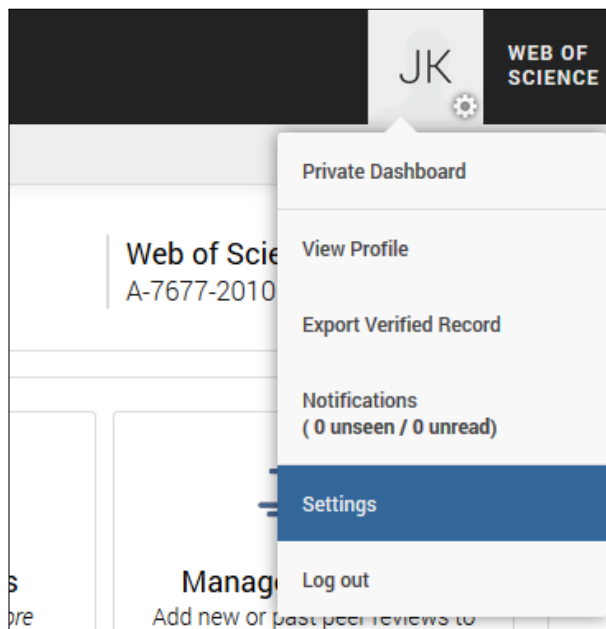 JK
WEB OF
SCIENCE
Private Dashboard
Web of Scie
A-7677-2010
View Profile
Export Verified Record
Notifications
( 0 unseen / 0 unread)
Settings
Log out
s
ore
Manag
Add new or past peer reviews to